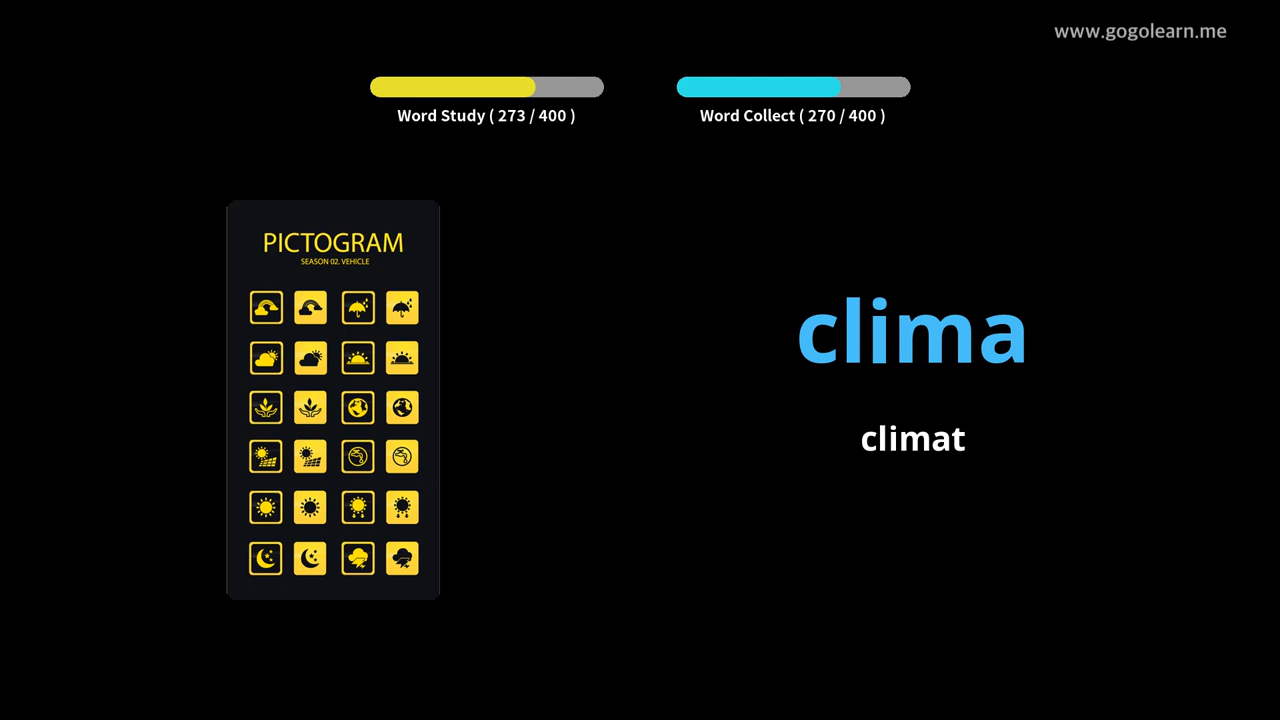 www.gogolearn.me
Word Study ( 273 / 400 )
Word Collect ( 270 / 400 )
PICTOGRAM
SEASON 02. VEHICLE
clima
climat